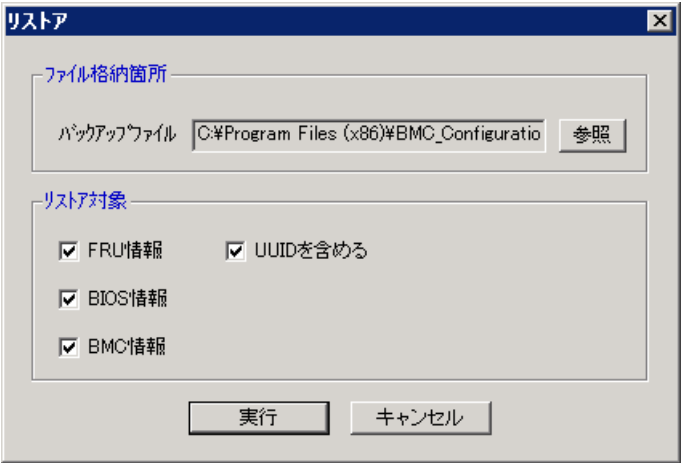 リストア
ファイル格納箇所
バックアップファイル C:¥Program Files (x86)¥BMC_Configuratio 参照
リストア対象
FRU情報 UUIDを含める
BIOS情報
BMC情報
実行 キャンセル